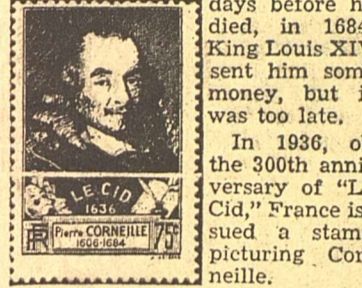 LE CID
1636
RF
Pierre CORNEILLE
1606-1684
75c
days before h
died, in 1684
King Louis XIV
sent him som
money, but i
was too late.
In 1936, o
the 300th anni
versary of "L
Cid," France is
sued a stam
picturing Cor
neille.